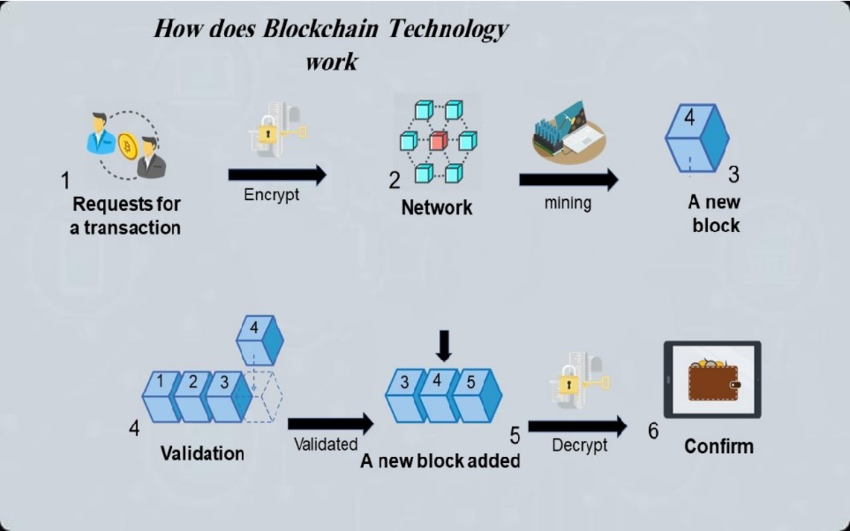 How does Blockchain Technology
work
1
Requests for
a transaction
Encrypt
2
Network
mining
4
3
A new
block
4
1 2 3
4
Validation
Validated
3 4 5
5
A new block added
Decrypt
6
Confirm